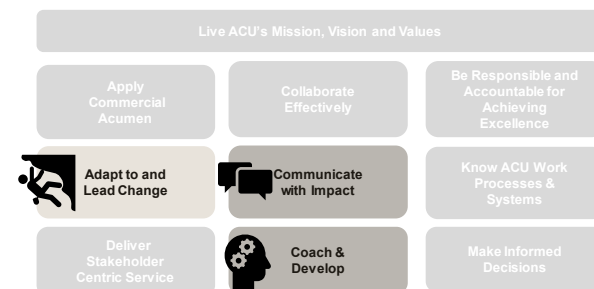 Live ACU's Mission, Vision and Values
Apply
Commercial
Acumen
Collaborate
Effectively
Be Responsible and
Accountable for
Achieving
Excellence
Adapt to and
Lead Change
Communicate
with Impact
Know ACU Work
Processes &
Systems
Deliver
Stakeholder
Centric Service
Coach &
Develop
Make Informed
Decisions